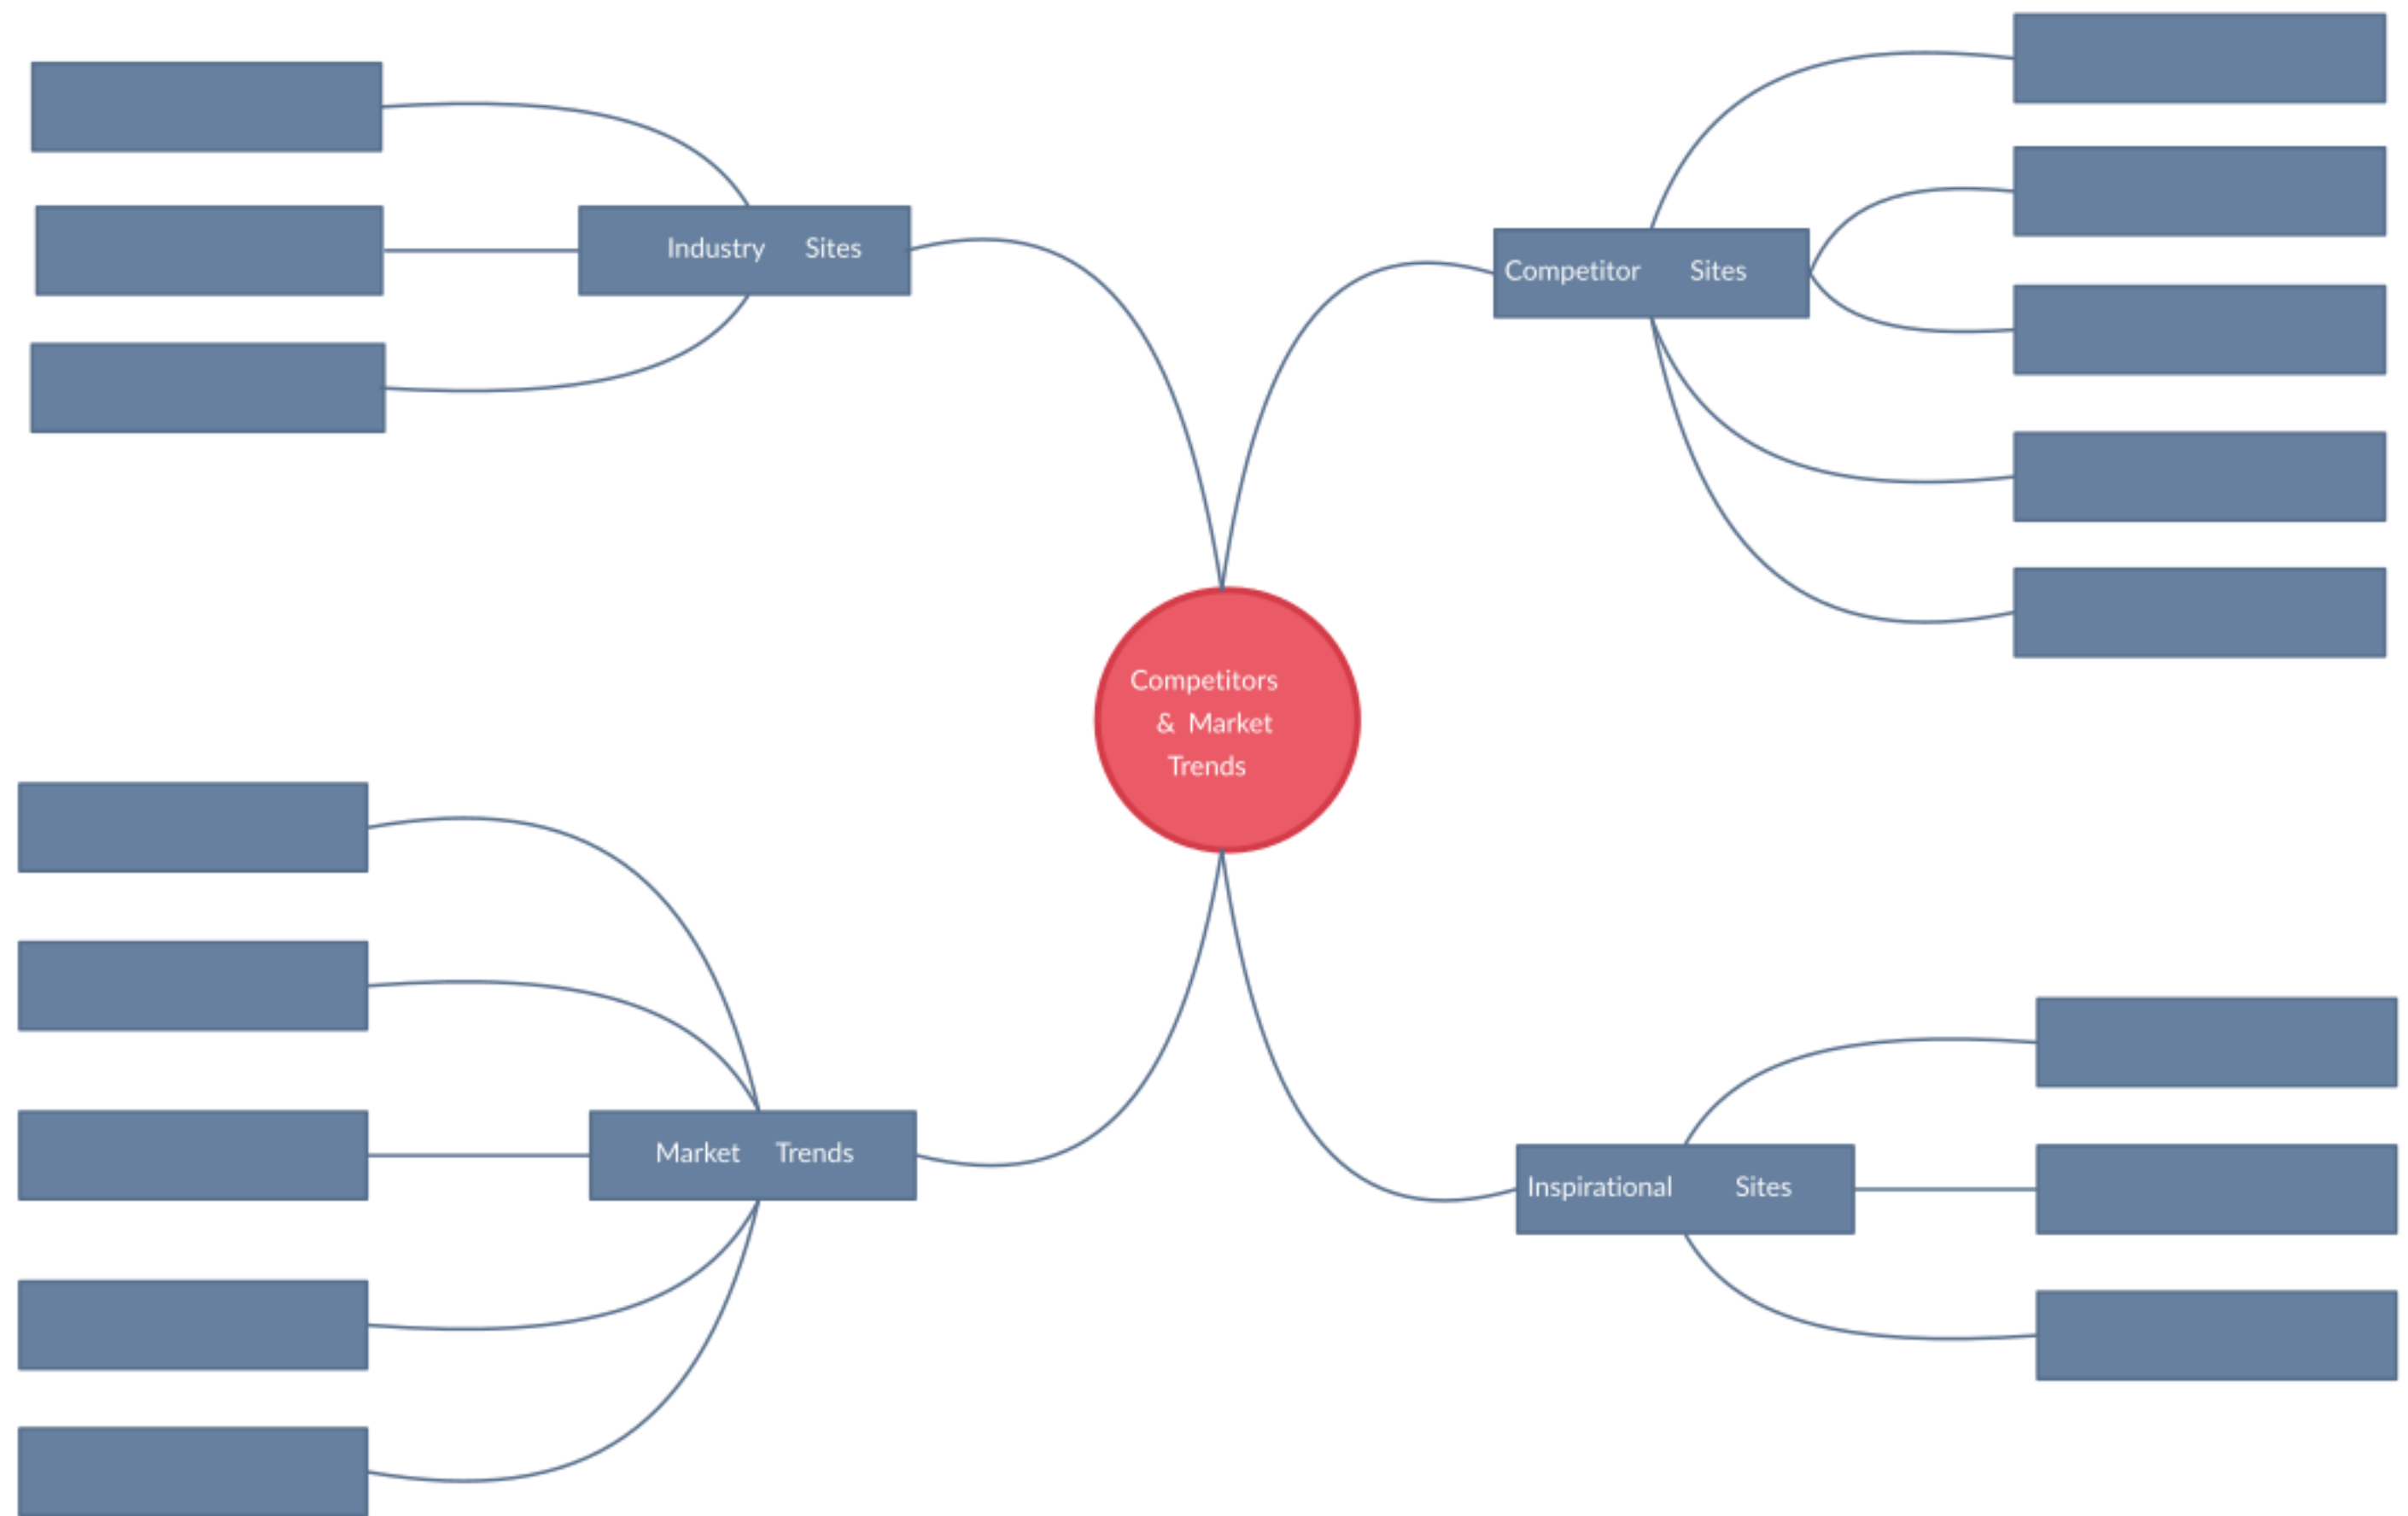 Industry Sites
Competitor Sites
Competitors
& Market
Trends
Market Trends
Inspirational Sites